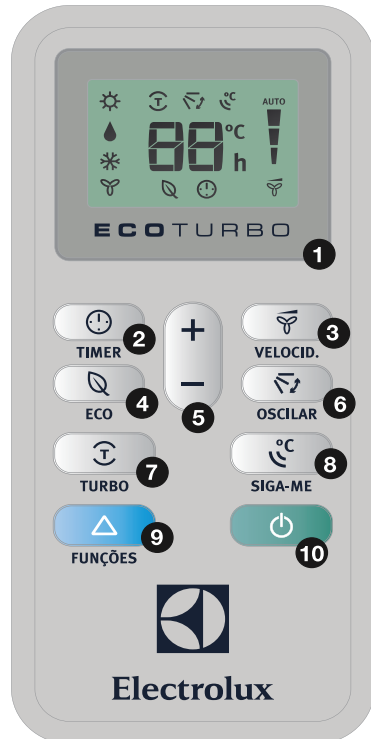 AUTO
88°C
h
ECOTURBO
1
TIMER 2
VELOCID. 3
+
-
ECO 4
5
OSCILAR 6
T
TURBO 7
°C
SIGA-ME 8
FUNÇÕES 9
10
Electrolux